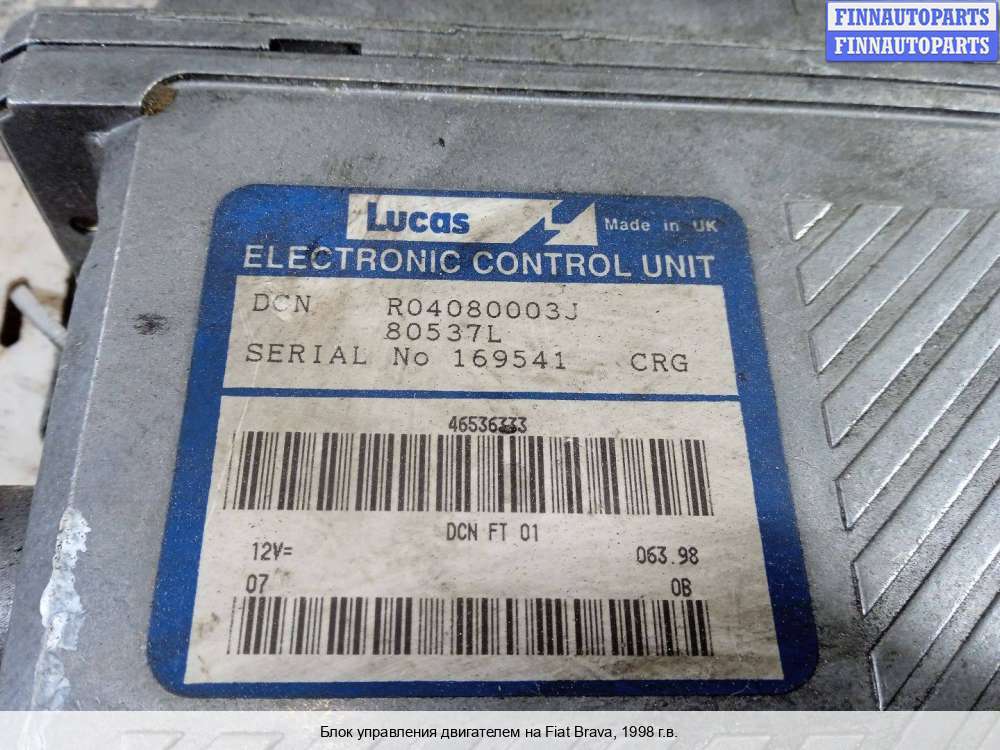 FINNAUTOPARTS
FINNAUTOPARTS
Lucas
Made in UK
ELECTRONIC CONTROL UNIT
DCN R04080003J
80537L
SERIAL No 169541 CRG
46536333
DCN FT 01
12V= 063.98
07 0B
Блок управления двигателем на Fiat Brava, 1998 г.в.